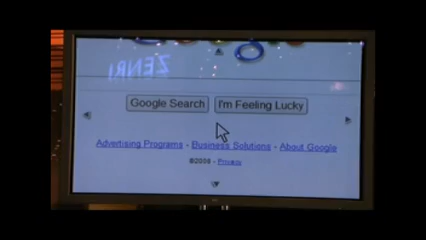 ZENRI
Google Search I'm Feeling Lucky
Advertising Programs - Business Solutions - About Google
©2008 - Privacy